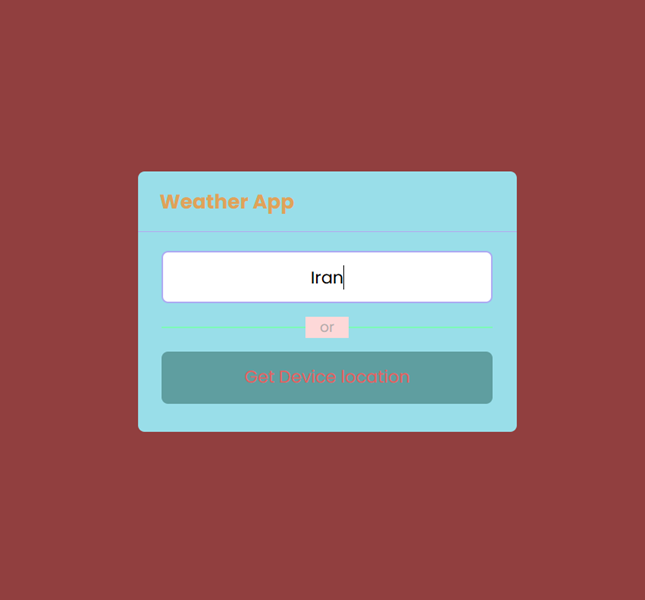 Weather App
Iran
or
Get Device location